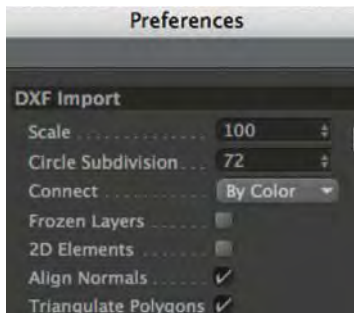 Preferences
DXF Import
Scale 100
Circle Subdivision 72
Connect By Color
Frozen Layers
2D Elements
Align Normals
Triangulate Polygons